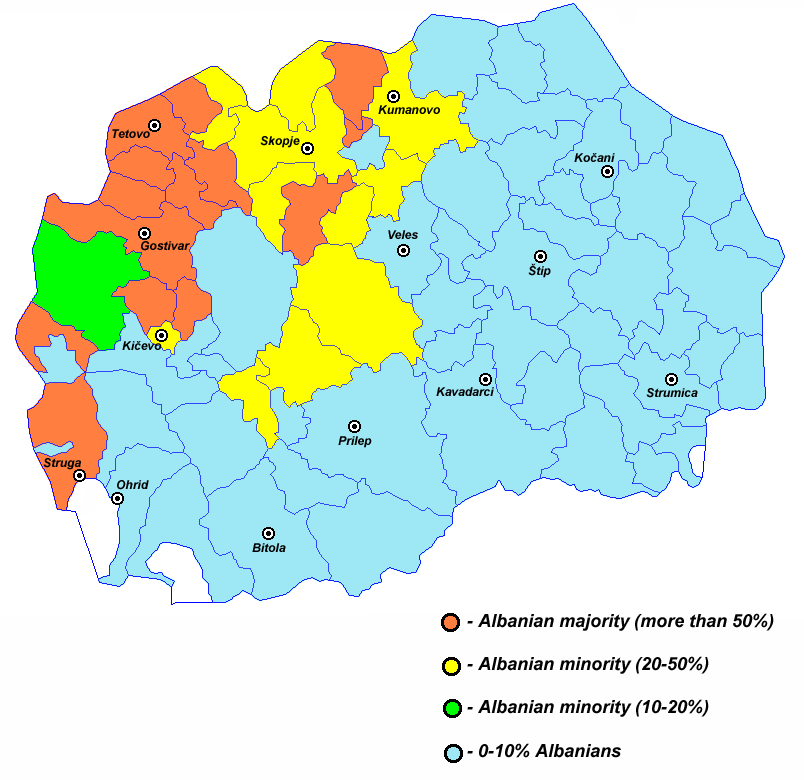 Kumanovo
Tetovo
Skopje
Kočani
Gostivar
Veles
Štip
Kičevo
Kavadarci
Strumica
Prilep
Struga
Ohrid
Bitola
- Albanian majority (more than 50%)
- Albanian minority (20-50%)
- Albanian minority (10-20%)
- 0-10% Albanians